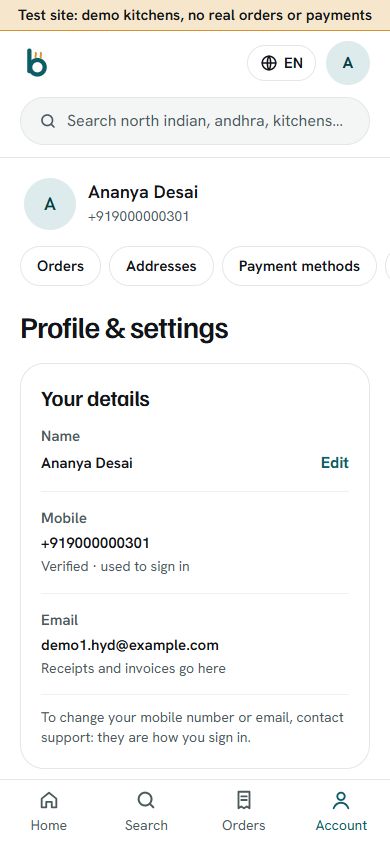 Test site: demo kitchens, no real orders or payments
b
EN
A
Search north indian, andhra, kitchens...
A
Ananya Desai
+919000000301
Orders
Addresses
Payment methods
Profile & settings
Your details
Name
Ananya Desai
Edit
Mobile
+919000000301
Verified · used to sign in
Email
demo1.hyd@example.com
Receipts and invoices go here
To change your mobile number or email, contact
support: they are how you sign in.
Home
Search
Orders
Account